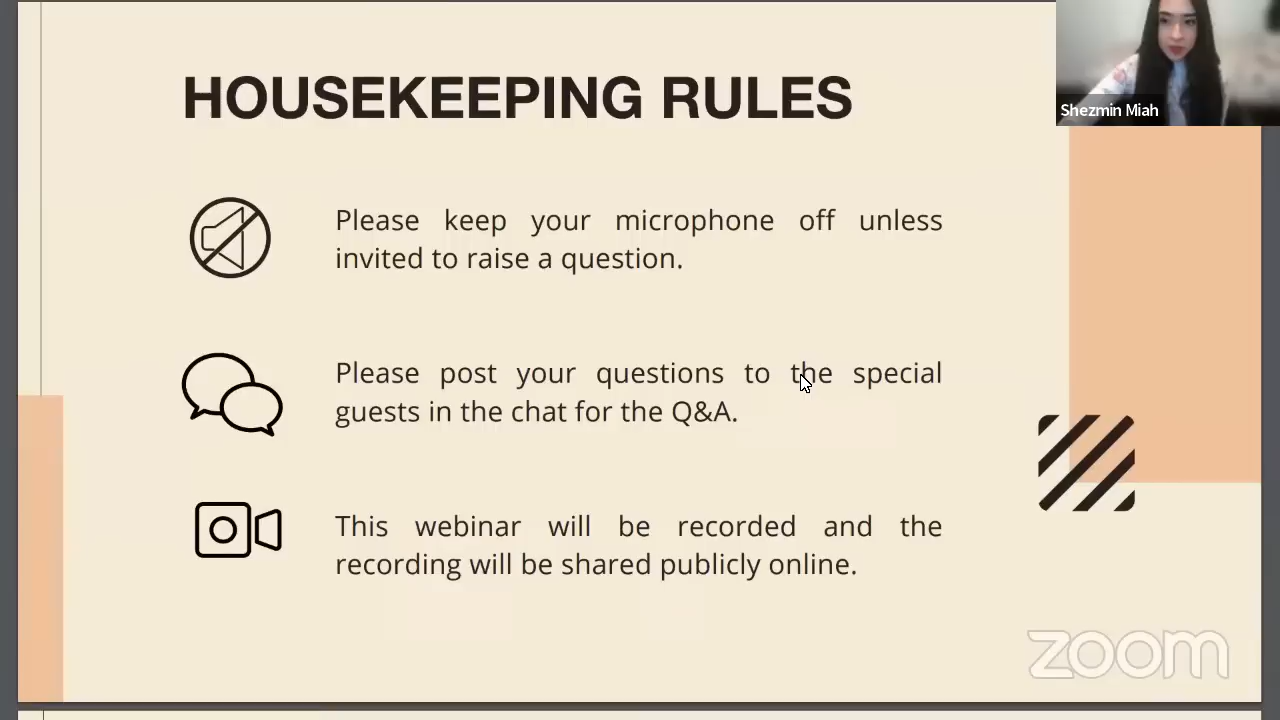 HOUSEKEEPING RULES
Shezmin Miah
Please keep your microphone off unless
invited to raise a question.
Please post your questions to the special
guests in the chat for the Q&A.
This webinar will be recorded and the
recording will be shared publicly online.
zoom